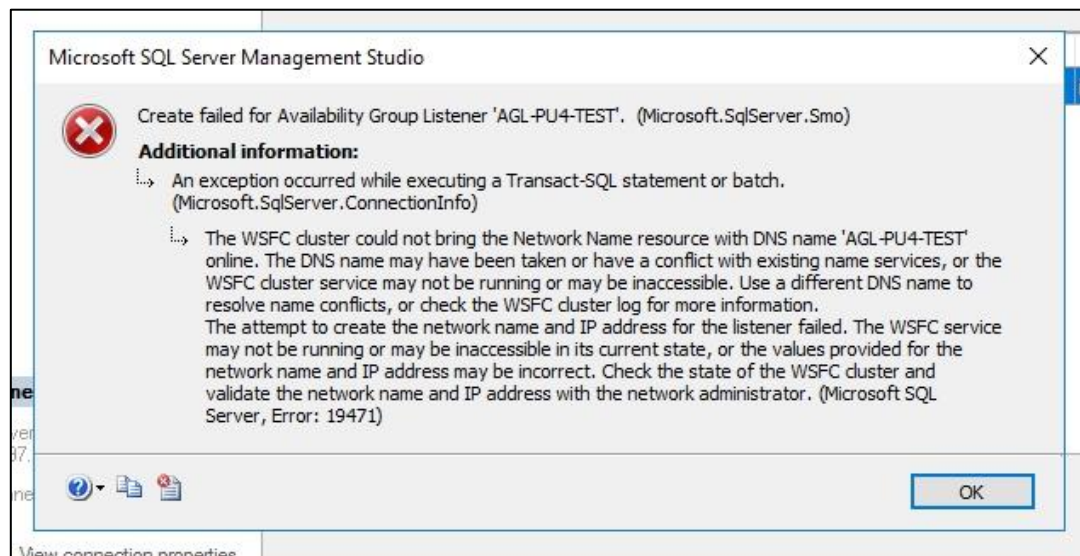 Microsoft SQL Server Management Studio
Create failed for Availability Group Listener 'AGL-PU4-TEST'. (Microsoft.SqlServer.Smo)
Additional information:
An exception occurred while executing a Transact-SQL statement or batch.
(Microsoft.SqlServer.ConnectionInfo)
The WSFC cluster could not bring the Network Name resource with DNS name 'AGL-PU4-TEST'
online. The DNS name may have been taken or have a conflict with existing name services, or the
WSFC cluster service may not be running or may be inaccessible. Use a different DNS name to
resolve name conflicts, or check the WSFC cluster log for more information.
The attempt to create the network name and IP address for the listener failed. The WSFC service
may not be running or may be inaccessible in its current state, or the values provided for the
network name and IP address may be incorrect. Check the state of the WSFC cluster and
validate the network name and IP address with the network administrator. (Microsoft SQL
Server, Error: 19471)
OK
View connection properties